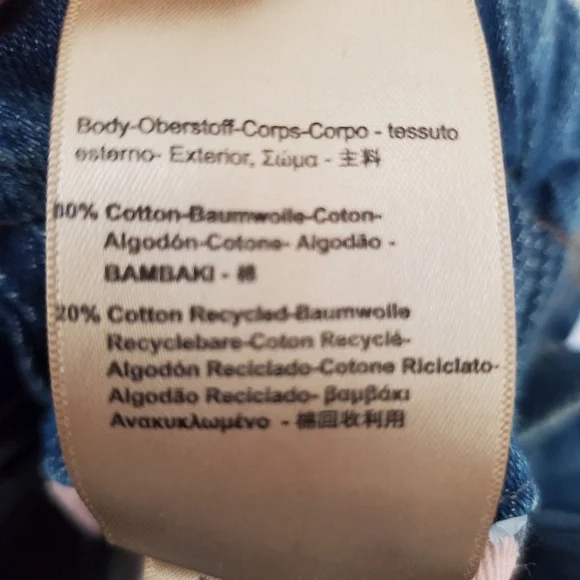 Body-Oberstoff-Corps-Corpo - tessuto
esterno- Exterior, Σώμα - 主料
80% Cotton-Baumwolle-Coton-
Algodón-Cotone- Algodão -
BAMBAKI - 棉
20% Cotton Recycled-Baumwolle
Recyclebare-Coton Recyclé-
Algodón Reciclado-Cotone Riciclato-
Algodão Reciclado- βαμβάκι
Ανακυκλωμένο - 棉回收利用